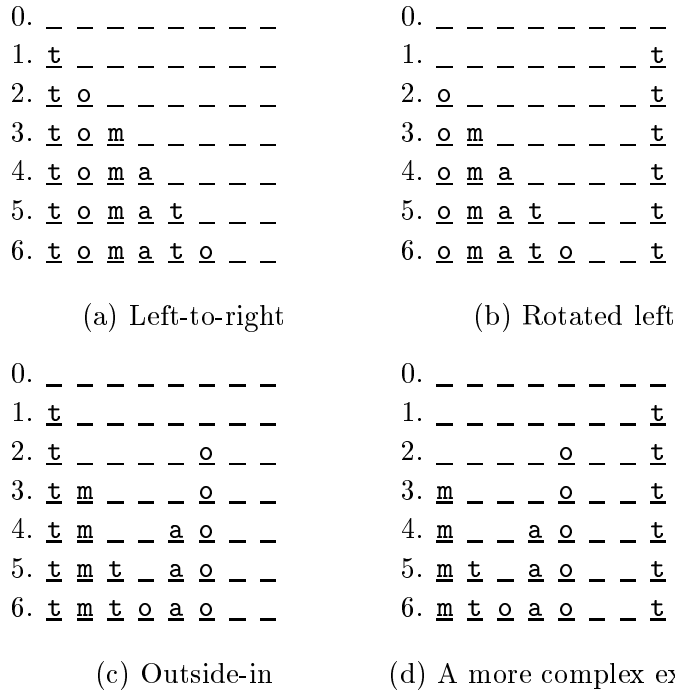 0. _ _ _ _ _ _ _ _
1. t _ _ _ _ _ _ _
2. t o _ _ _ _ _ _
3. t o m _ _ _ _ _
4. t o m a _ _ _ _
5. t o m a t _ _ _
6. t o m a t o _ _
(a) Left-to-right
0. _ _ _ _ _ _ _ _
1. _ _ _ _ _ _ _ t
2. o _ _ _ _ _ _ t
3. o m _ _ _ _ _ t
4. o m a _ _ _ _ t
5. o m a t _ _ _ t
6. o m a t o _ _ t
(b) Rotated left
0. _ _ _ _ _ _ _ _
1. t _ _ _ _ _ _ _
2. t _ _ _ _ o _ _
3. t m _ _ _ o _ _
4. t m _ _ a o _ _
5. t m t _ a o _ _
6. t m t o a o _ _
(c) Outside-in
0. _ _ _ _ _ _ _ _
1. _ _ _ _ _ _ _ t
2. _ _ _ _ o _ _ t
3. m _ _ _ o _ _ t
4. m _ _ a o _ _ t
5. m t _ a o _ _ t
6. m t o a o _ _ t
(d) A more complex